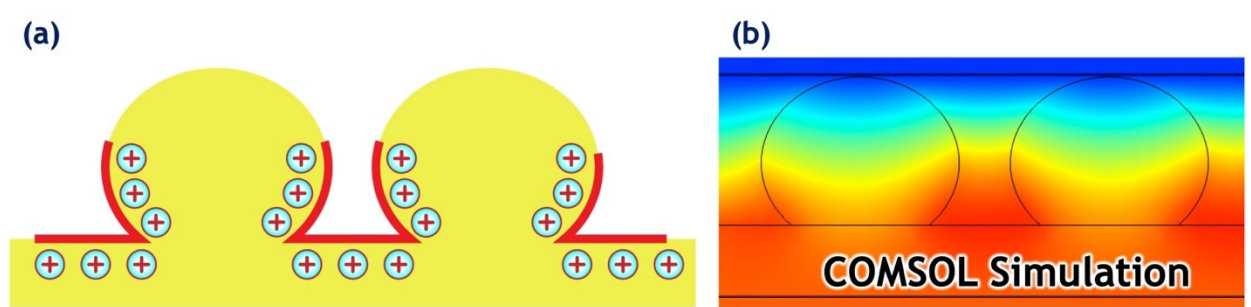 (a)
(b)
+ + + +
+ +
+ + + +
+ + + + + + + + +
COMSOL Simulation